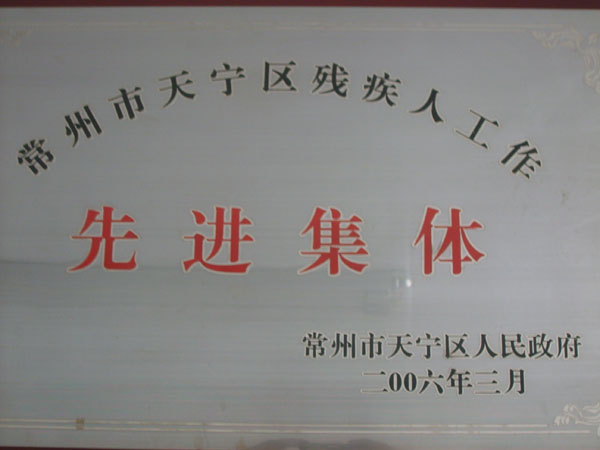 常州市天宁区残疾人工作
先进集体
常州市天宁区人民政府
二00六年三月